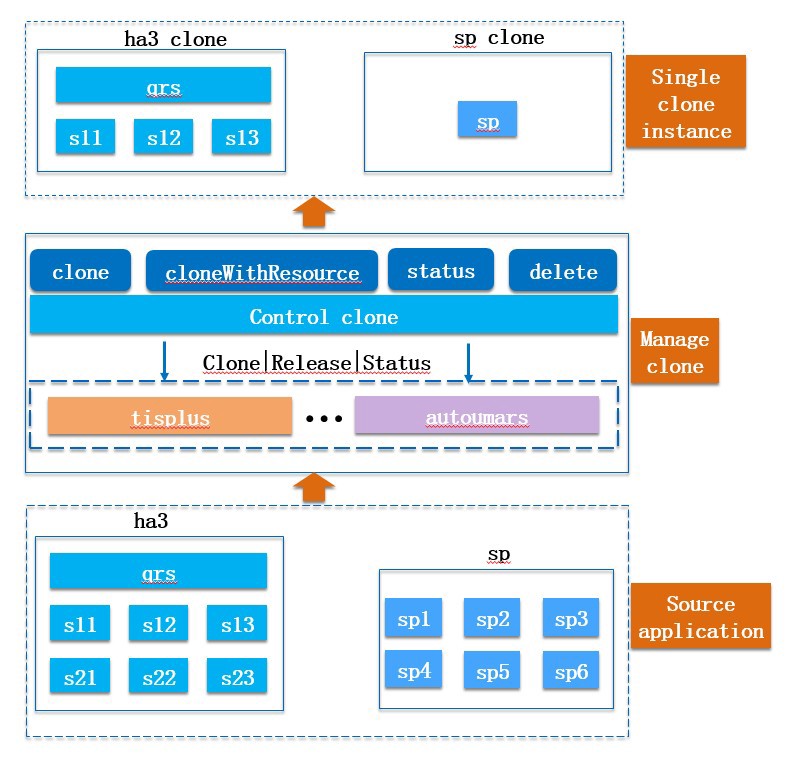 ha3 clone
sp clone
qrs
s11 s12 s13
sp
Single
clone
instance
clone cloneWithResource status delete
Control clone
Clone|Release|Status
tisplus ••• autoumars
Manage
clone
ha3
sp
qrs
s11 s12 s13
s21 s22 s23
sp1 sp2 sp3
sp4 sp5 sp6
Source
application